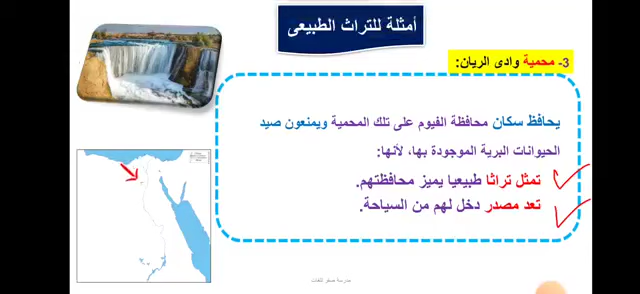 أمثلة للتراث الطبيعى
3- محمية وادى الريان:
يحافظ سكان محافظة الفيوم على تلك المحمية ويمنعون صيد
الحيوانات البرية الموجودة بها، لأنها:
تمثل تراثا طبيعيا يميز محافظتهم.
تعد مصدر دخل لهم من السياحة.
مدرسة صقر للغات